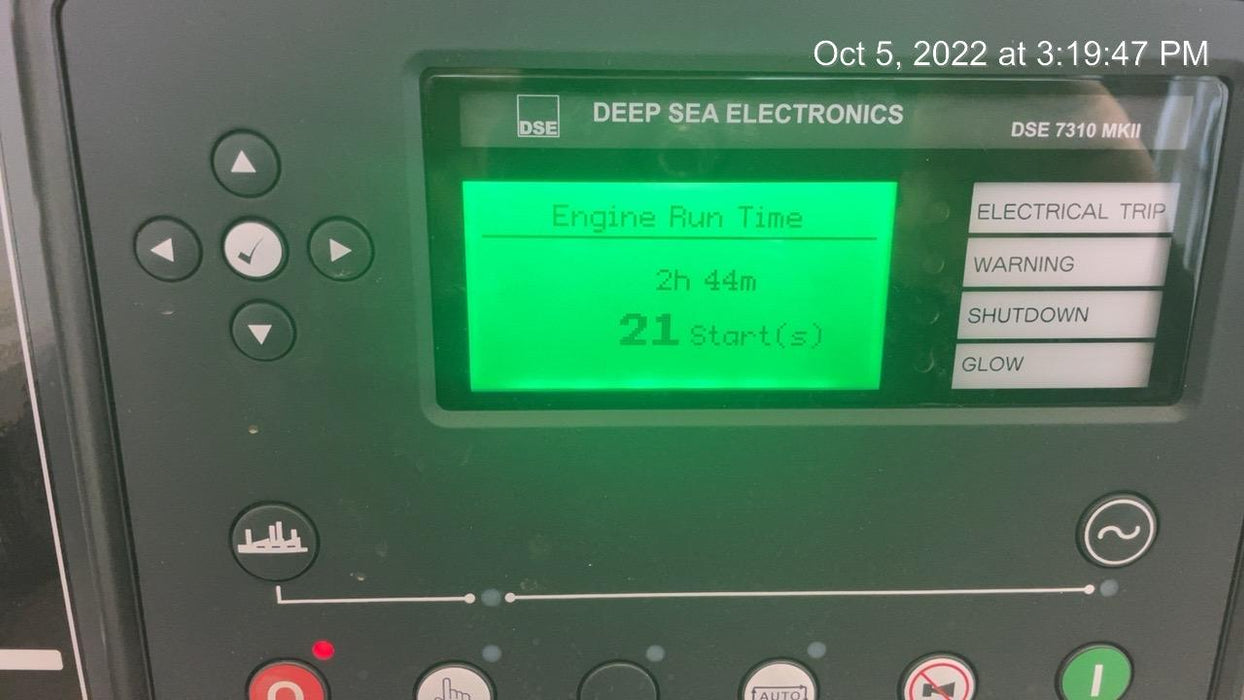 Oct 5, 2022 at 3:19:47 PM
DSE
DEEP SEA ELECTRONICS
DSE 7310 MKII
Engine Run Time
2h 44m
21 Start(s)
ELECTRICAL TRIP
WARNING
SHUTDOWN
GLOW
AUTO